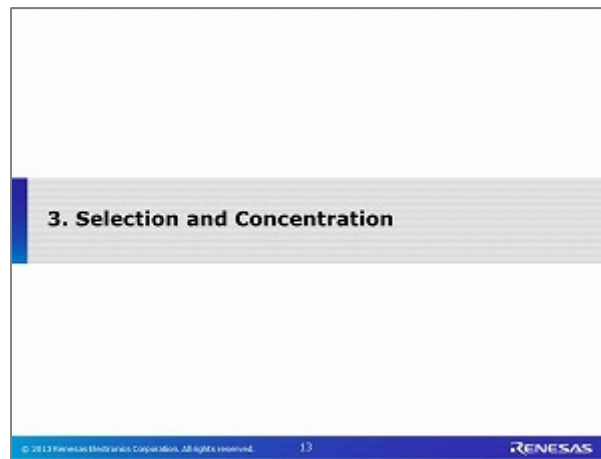 3. Selection and Concentration
© 2013 Renesas Electronics Corporation. All rights reserved.
13
RENESAS